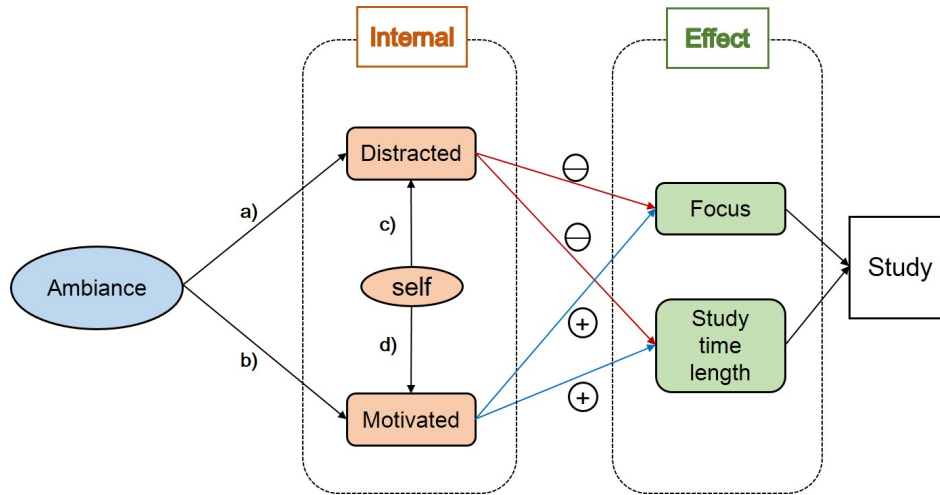 Internal
Effect
Distracted
a)
c)
Focus
Ambiance
self
Study
d)
Study
time
length
b)
Motivated